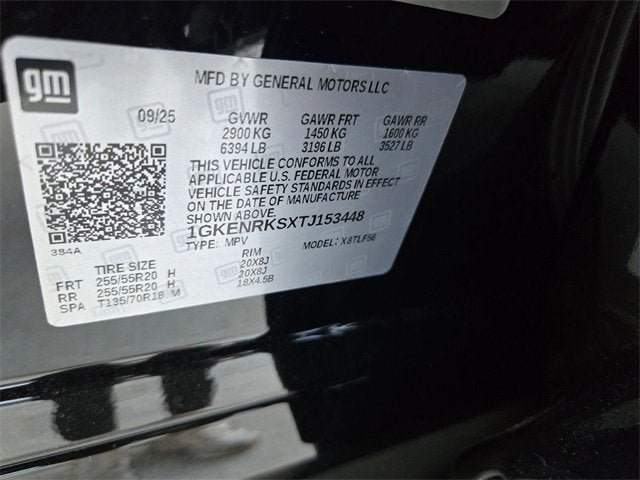 gm
MFD BY GENERAL MOTORS LLC
09/25 GVWR GAWR FRT GAWR RR
2900 KG 1450 KG 1600 KG
6394 LB 3196 LB 3527 LB
THIS VEHICLE CONFORMS TO ALL
APPLICABLE U.S. FEDERAL MOTOR
VEHICLE SAFETY STANDARDS IN EFFECT
ON THE DATE OF MANUFACTURE
SHOWN ABOVE.
1GKENRKSXTJ153448
394A TYPE: MPV MODEL: X8TLF56
TIRE SIZE RIM
FRT 255/55R20 H 20X8J
RR 255/55R20 H 20X8J
SPA T135/70R18 M 18X4.5B